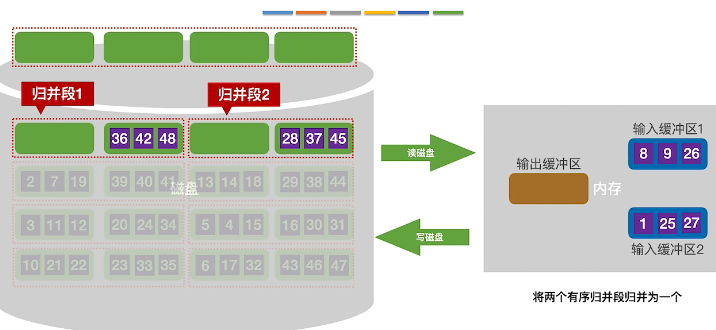 归并段1
归并段2
36 42 48
28 37 45
2 7 19
39 40 41
13 14 18
29 38 44
磁盘
3 11 12
20 24 34
5 4 15
16 30 31
10 21 22
23 33 35
6 17 32
43 46 47
读磁盘
写磁盘
输出缓冲区
内存
输入缓冲区1
8 9 26
1 25 27
输入缓冲区2
将两个有序归并段归并为一个